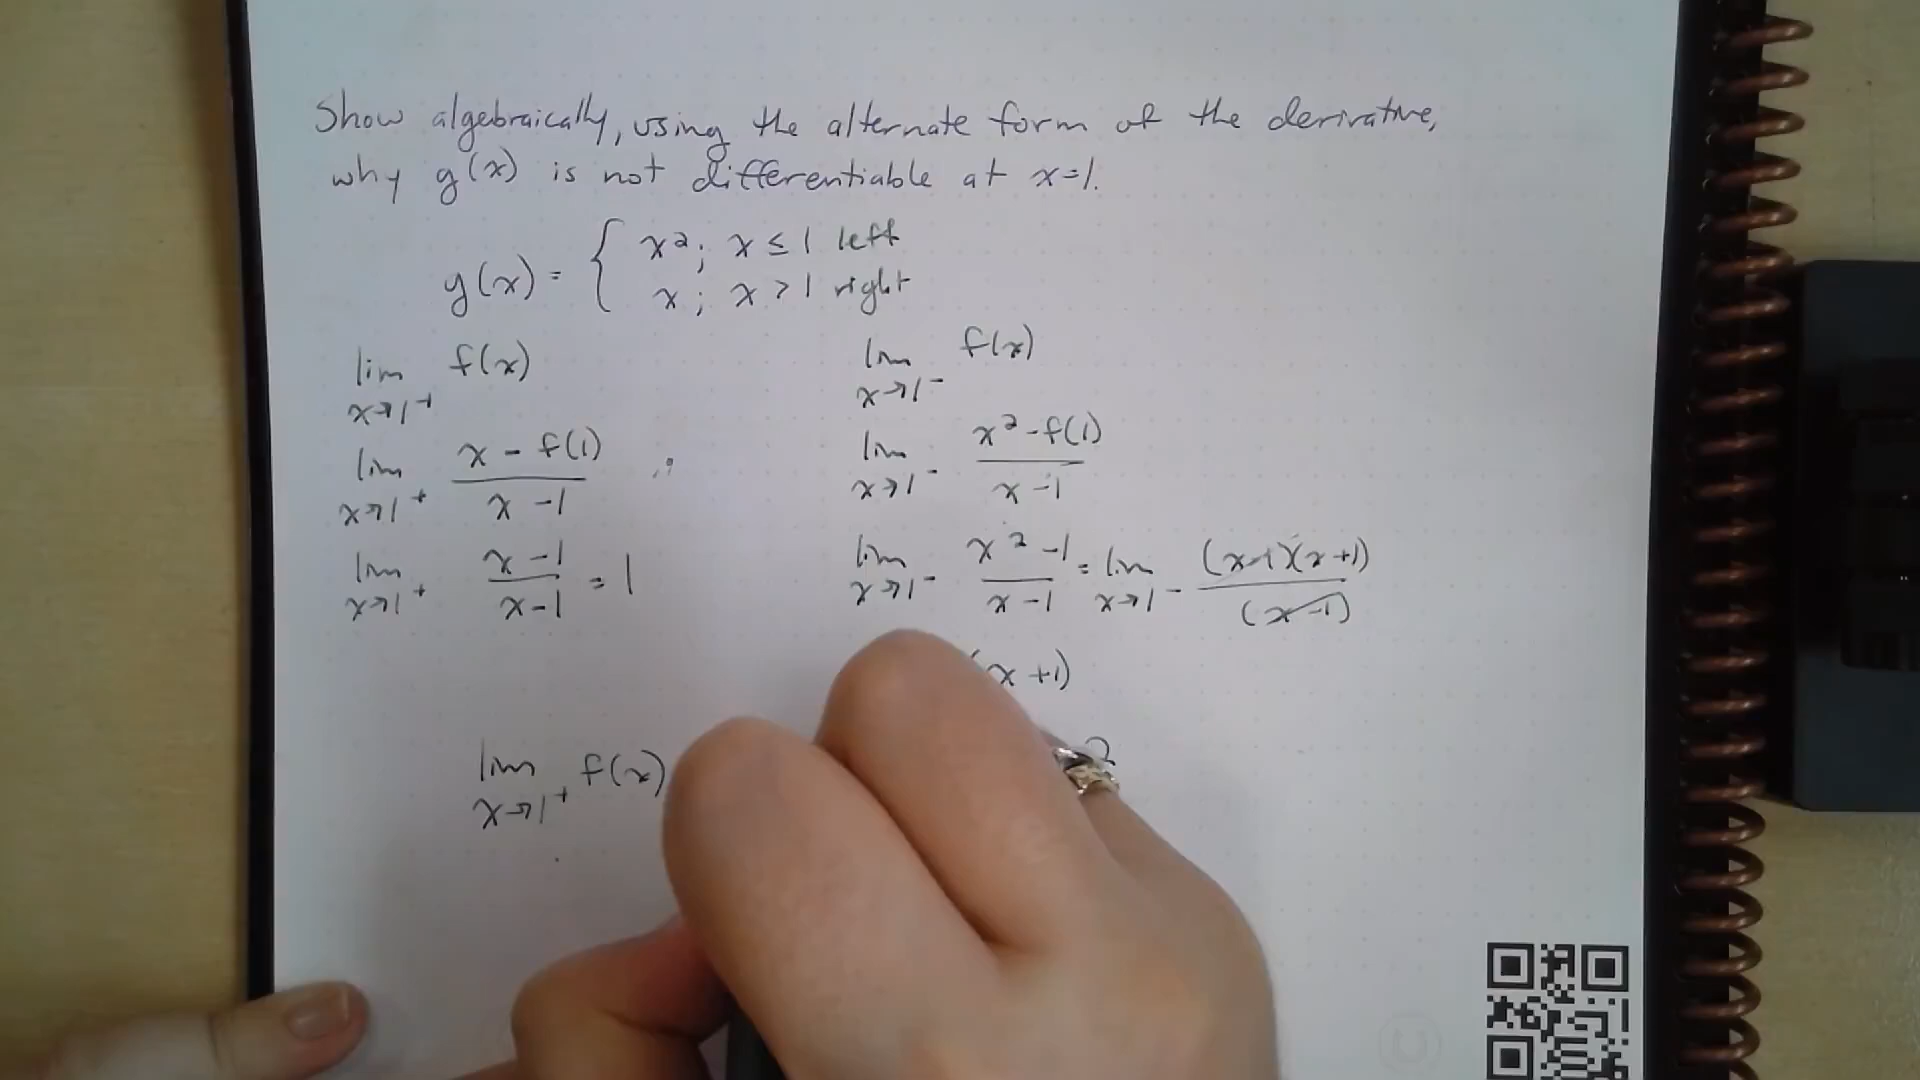 Show algebraically, using the alternate form of the derivative,
why g(x) is not differentiable at x=1.
g(x) = { x²; x ≤ 1 left
x; x > 1 right
lim x→1⁺ f(x)
lim x→1⁺ (x - f(1))/(x - 1)
lim x→1⁺ (x - 1)/(x - 1) = 1
lim x→1⁻ f(x)
lim x→1⁻ (x² - f(1))/(x - 1)
lim x→1⁻ (x² - 1)/(x - 1) = lim x→1⁻ (x-1)(x+1)/(x-1)
(x + 1)
2
lim x→1⁺ f(x)